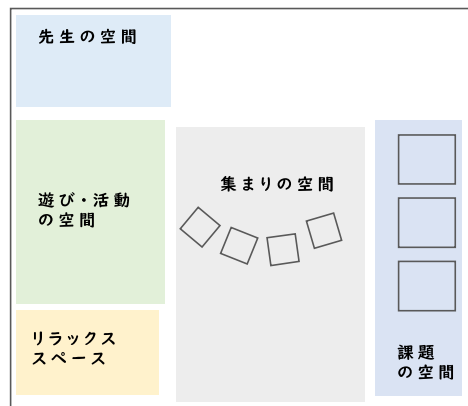 先生の空間
遊び・活動
の空間
集まりの空間
リラックス
スペース
課題
の空間